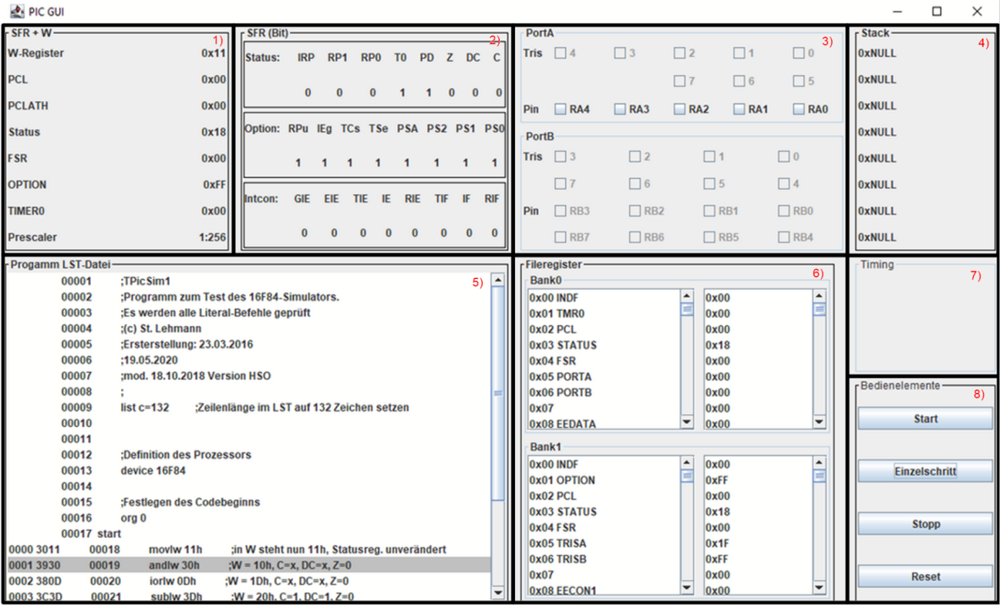 PIC GUI
SFR + W
1)
W-Register 0x11
PCL 0x00
PCLATH 0x00
Status 0x18
FSR 0x00
OPTION 0xFF
TIMER0 0x00
Prescaler 1:256
SFR (Bit)
2)
Status: IRP RP1 RP0 T0 PD Z DC C
0 0 0 1 1 0 0 0
Option: RPu IEg TCs TSe PSA PS2 PS1 PS0
1 1 1 1 1 1 1 1
Intcon: GIE EIE TIE IE RIE TIF IF RIF
0 0 0 0 0 0 0 0
PortA
3)
Tris 4 3 2 1 0
7 6 5
Pin RA4 RA3 RA2 RA1 RA0
PortB
Tris 3 2 1 0
7 6 5 4
Pin RB3 RB2 RB1 RB0
RB7 RB6 RB5 RB4
Stack
4)
0xNULL
0xNULL
0xNULL
0xNULL
0xNULL
0xNULL
0xNULL
0xNULL
Progamm LST-Datei
5)
00001 ;TPicSim1
00002 ;Programm zum Test des 16F84-Simulators.
00003 ;Es werden alle Literal-Befehle geprüft
00004 ;(c) St. Lehmann
00005 ;Ersterstellung: 23.03.2016
00006 ;19.05.2020
00007 ;mod. 18.10.2018 Version HSO
00008 ;
00009 list c=132 ;Zeilenlänge im LST auf 132 Zeichen setzen
00010
00011
00012 ;Definition des Prozessors
00013 device 16F84
00014
00015 ;Festlegen des Codebeginns
00016 org 0
00017 start
0000 3011 00018 movlw 11h ;in W steht nun 11h, Statusreg. unverändert
0001 3930 00019 andlw 30h ;W = 10h, C=x, DC=x, Z=0
0002 380D 00020 iorlw 0Dh ;W = 1Dh, C=x, DC=x, Z=0
0003 3C3D 00021 sublw 3Dh ;W = 20h, C=1, DC=1, Z=0
Fileregister
6)
Bank0
0x00 INDF 0x00
0x01 TMR0 0x00
0x02 PCL 0x00
0x03 STATUS 0x18
0x04 FSR 0x00
0x05 PORTA 0x00
0x06 PORTB 0x00
0x07 0x00
0x08 EEDATA 0x00
Bank1
0x00 INDF 0x00
0x01 OPTION 0xFF
0x02 PCL 0x00
0x03 STATUS 0x18
0x04 FSR 0x00
0x05 TRISA 0x1F
0x06 TRISB 0xFF
0x07 0x00
0x08 EECON1 0x00
Timing
7)
Bedienelemente
8)
Start
Einzelschritt
Stopp
Reset